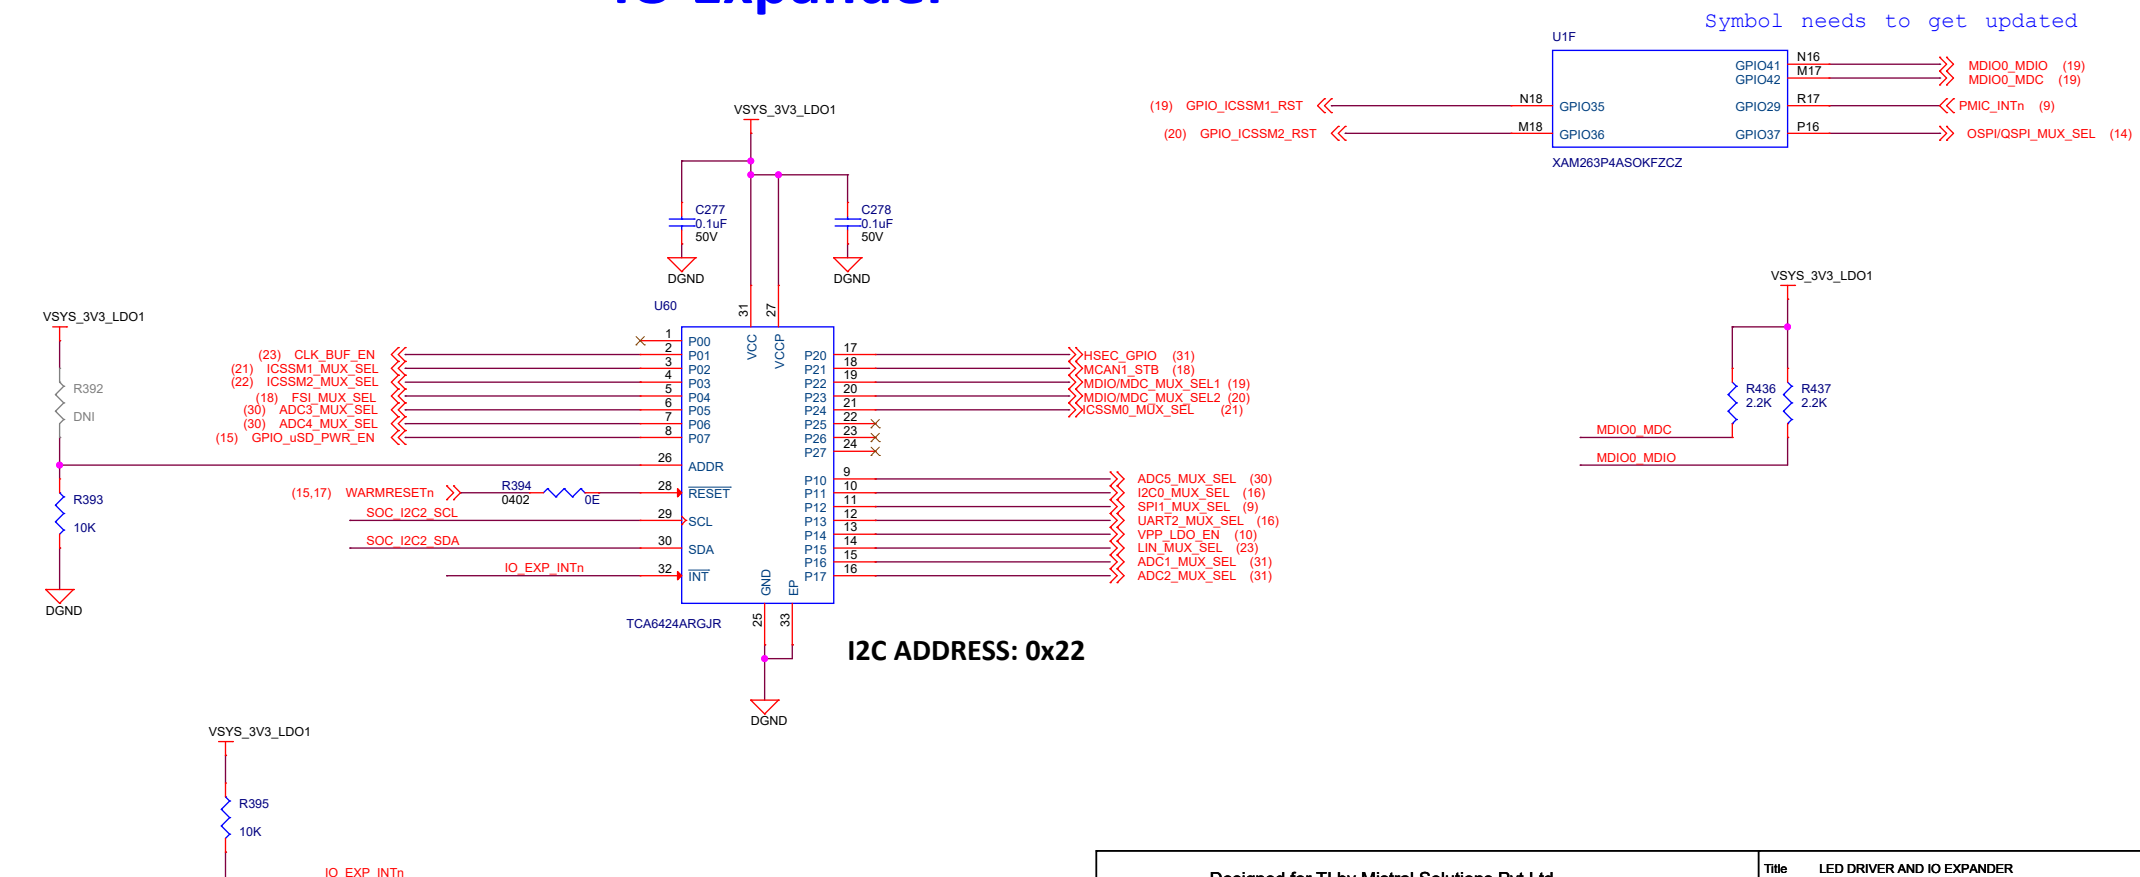 IO Expander
Symbol needs to get updated
U1F
GPIO41 N16 MDIO0_MDIO (19)
GPIO42 M17 MDIO0_MDC (19)
(19) GPIO_ICSSM1_RST N18 GPIO35 GPIO29 R17 PMIC_INTn (9)
(20) GPIO_ICSSM2_RST M18 GPIO36 GPIO37 P16 OSPI/QSPI_MUX_SEL (14)
XAM263P4ASOKFZCZ
VSYS_3V3_LDO1
C277
0.1uF
50V
DGND
C278
0.1uF
50V
DGND
VSYS_3V3_LDO1
R392
DNI
R393
10K
DGND
U60
31 VCC
27 VCCP
1 P00
(23) CLK_BUF_EN 2 P01
(21) ICSSM1_MUX_SEL 3 P02
(22) ICSSM2_MUX_SEL 4 P03
(18) FSI_MUX_SEL 5 P04
(30) ADC3_MUX_SEL 6 P05
(30) ADC4_MUX_SEL 7 P06
(15) GPIO_uSD_PWR_EN 8 P07
26 ADDR
(15,17) WARMRESETn R394 0402 0E 28 RESET
SOC_I2C2_SCL 29 SCL
SOC_I2C2_SDA 30 SDA
IO_EXP_INTn 32 INT
P20 17 HSEC_GPIO (31)
P21 18 MCAN1_STB (18)
P22 19 MDIO/MDC_MUX_SEL1 (19)
P23 20 MDIO/MDC_MUX_SEL2 (20)
P24 21 ICSSM0_MUX_SEL (21)
P25 22
P26 23
P27 24
P10 9 ADC5_MUX_SEL (30)
P11 10 I2C0_MUX_SEL (16)
P12 11 SPI1_MUX_SEL (9)
P13 12 UART2_MUX_SEL (16)
P14 13 VPP_LDO_EN (10)
P15 14 LIN_MUX_SEL (23)
P16 15 ADC1_MUX_SEL (31)
P17 16 ADC2_MUX_SEL (31)
GND 25
EP 33
TCA6424ARGJR
I2C ADDRESS: 0x22
DGND
VSYS_3V3_LDO1
R436
2.2K
R437
2.2K
MDIO0_MDC
MDIO0_MDIO
VSYS_3V3_LDO1
R395
10K
IO_EXP_INTn
Designed for TI by Mistral Solutions Pvt Ltd
Title LED DRIVER AND IO EXPANDER